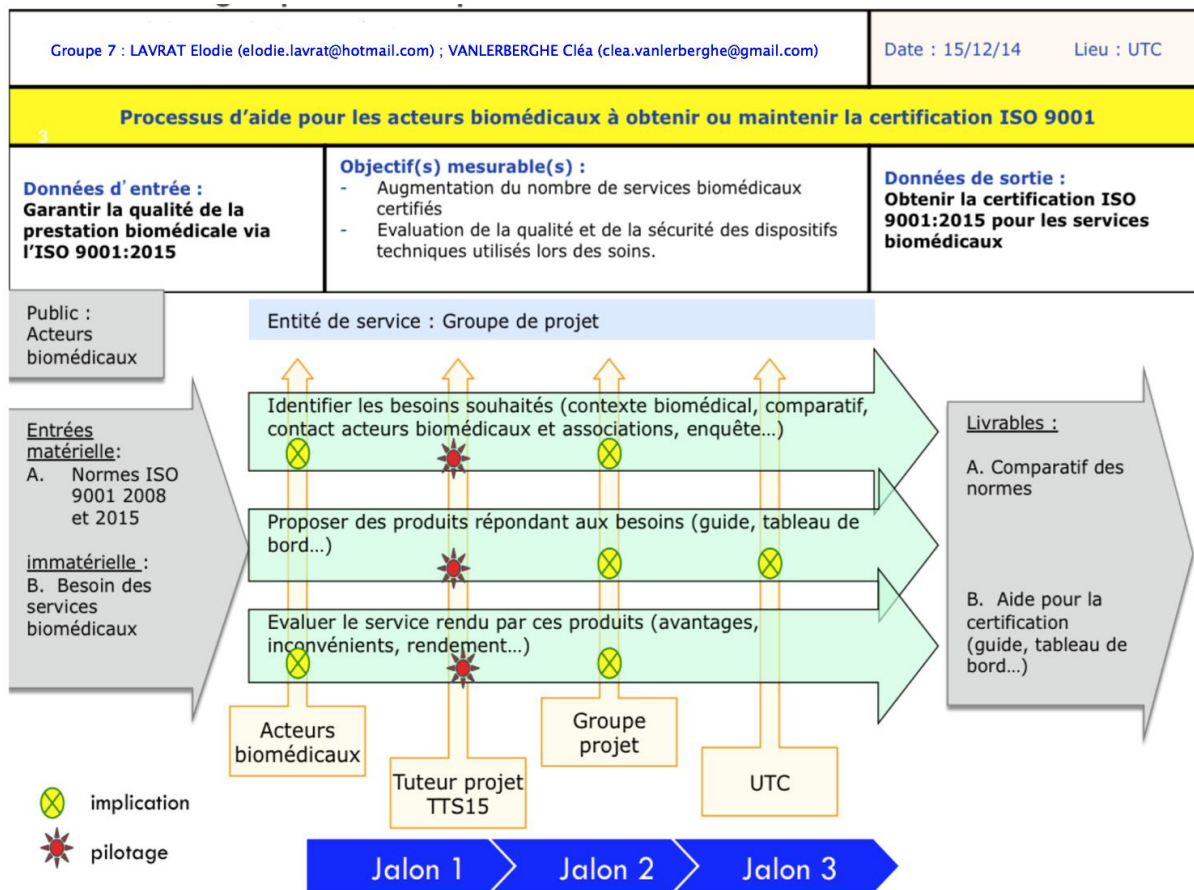 Groupe 7 : LAVRAT Elodie (elodie.lavrat@hotmail.com) ; VANLERBERGHE Cléa (clea.vanlerberghe@gmail.com)
Date : 15/12/14 Lieu : UTC
Processus d'aide pour les acteurs biomédicaux à obtenir ou maintenir la certification ISO 9001
3
Données d'entrée :
Garantir la qualité de la
prestation biomédicale via
l'ISO 9001:2015
Objectif(s) mesurable(s) :
- Augmentation du nombre de services biomédicaux
certifiés
- Evaluation de la qualité et de la sécurité des dispositifs
techniques utilisés lors des soins.
Données de sortie :
Obtenir la certification ISO
9001:2015 pour les services
biomédicaux
Public :
Acteurs
biomédicaux
Entité de service : Groupe de projet
Entrées
matérielle:
A. Normes ISO
9001 2008
et 2015
immatérielle :
B. Besoin des
services
biomédicaux
Identifier les besoins souhaités (contexte biomédical, comparatif,
contact acteurs biomédicaux et associations, enquête...)
Proposer des produits répondant aux besoins (guide, tableau de
bord...)
Evaluer le service rendu par ces produits (avantages,
inconvénients, rendement...)
Livrables :
A. Comparatif des
normes
B. Aide pour la
certification
(guide, tableau de
bord...)
Acteurs
biomédicaux
Tuteur projet
TTS15
Groupe
projet
UTC
implication
pilotage
Jalon 1
Jalon 2
Jalon 3